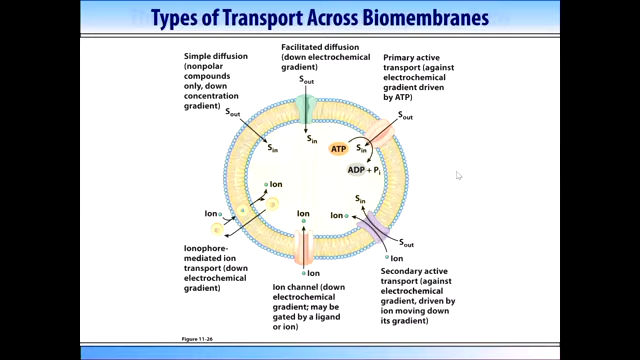 Types of Transport Across Biomembranes
Simple diffusion
(nonpolar
compounds
only, down
concentration
gradient)
Facilitated diffusion
(down electrochemical
gradient)
Primary active
transport (against
electrochemical
gradient driven
by ATP)
Sout
Sin
Sout
Sin
Sout
Sin
ATP
ADP + Pi
Ion
Ion
Ion
Ion
Ion
Sin
Sout
Ion
Ionophore-
mediated ion
transport (down
electrochemical
gradient)
Ion channel (down
electrochemical
gradient; may be
gated by a ligand
or ion)
Secondary active
transport (against
electrochemical
gradient, driven by
ion moving down
its gradient)
Figure 11-26